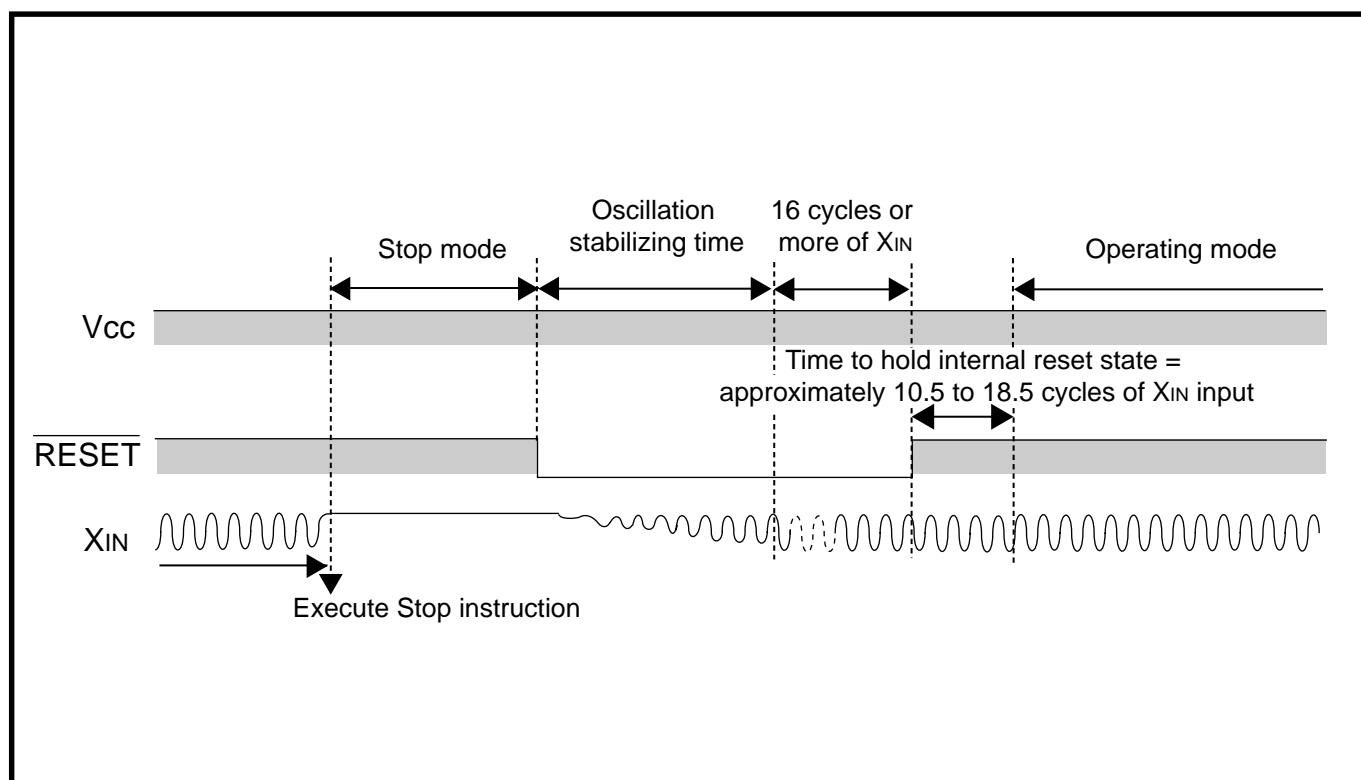 Stop mode
Oscillation
stabilizing time
16 cycles or
more of XIN
Operating mode
Vcc
Time to hold internal reset state =
approximately 10.5 to 18.5 cycles of XIN input
RESET
XIN
Execute Stop instruction